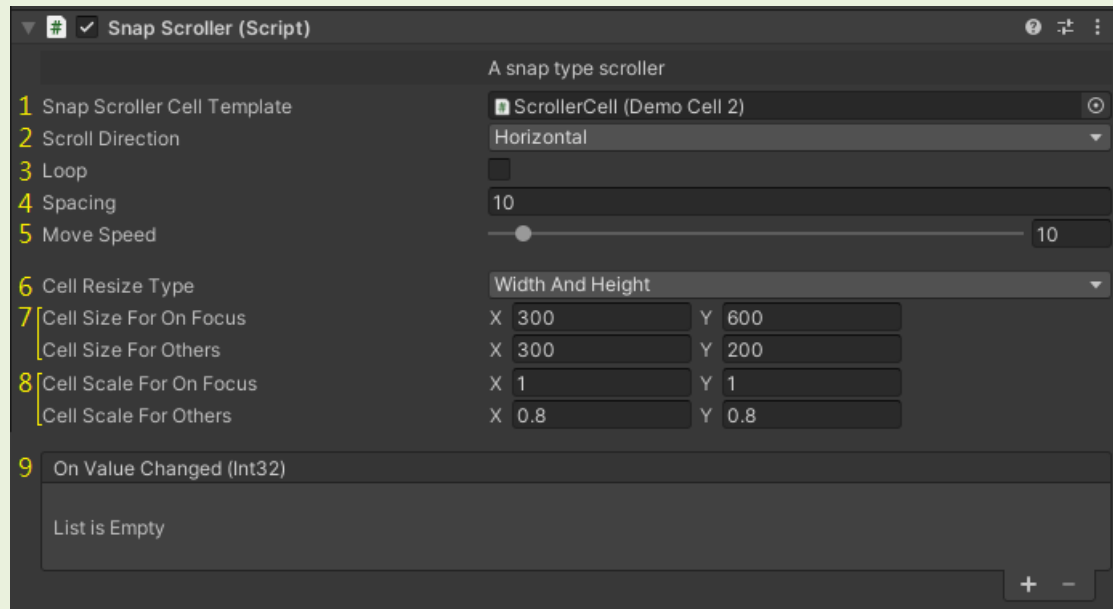 Snap Scroller (Script)
A snap type scroller
1 Snap Scroller Cell Template ScrollerCell (Demo Cell 2)
2 Scroll Direction Horizontal
3 Loop
4 Spacing 10
5 Move Speed 10
6 Cell Resize Type Width And Height
7 Cell Size For On Focus X 300 Y 600
Cell Size For Others X 300 Y 200
8 Cell Scale For On Focus X 1 Y 1
Cell Scale For Others X 0.8 Y 0.8
9 On Value Changed (Int32)
List is Empty